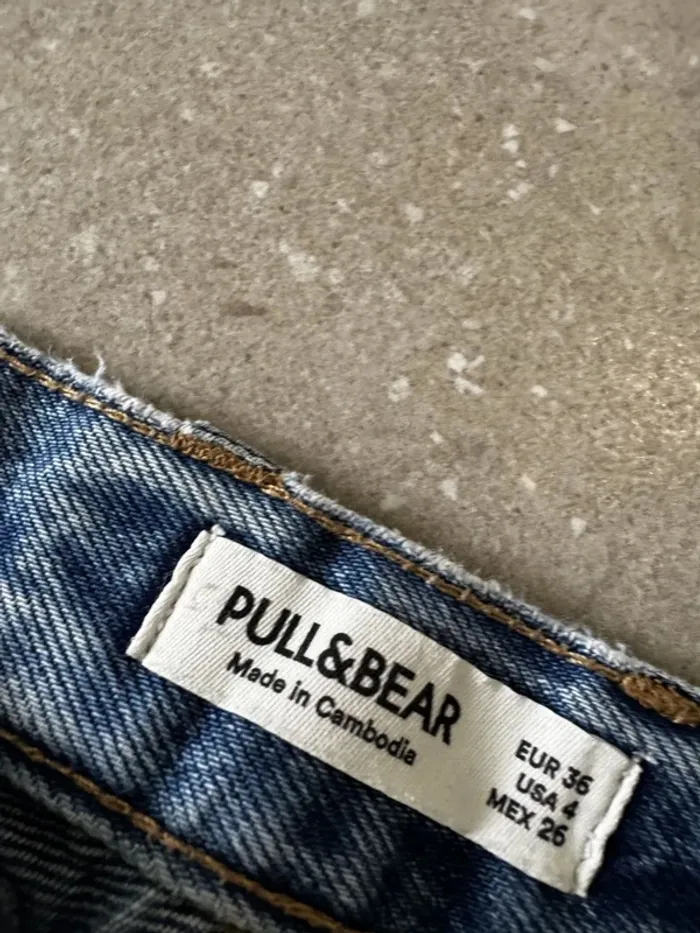 PULL&BEAR
Made in Cambodia
EUR 36
USA 4
MEX 26